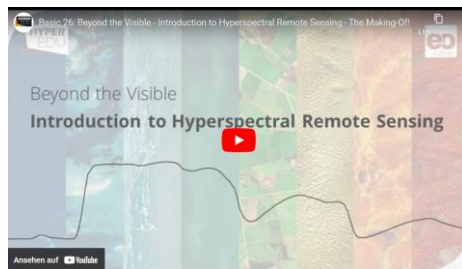 Basic 26: Beyond the Visible - Introduction to Hyperspectral Remote Sensing - The Making-Of!
HYPER
EDU
eo
Beyond the Visible
Introduction to Hyperspectral Remote Sensing
Ansehen auf YouTube